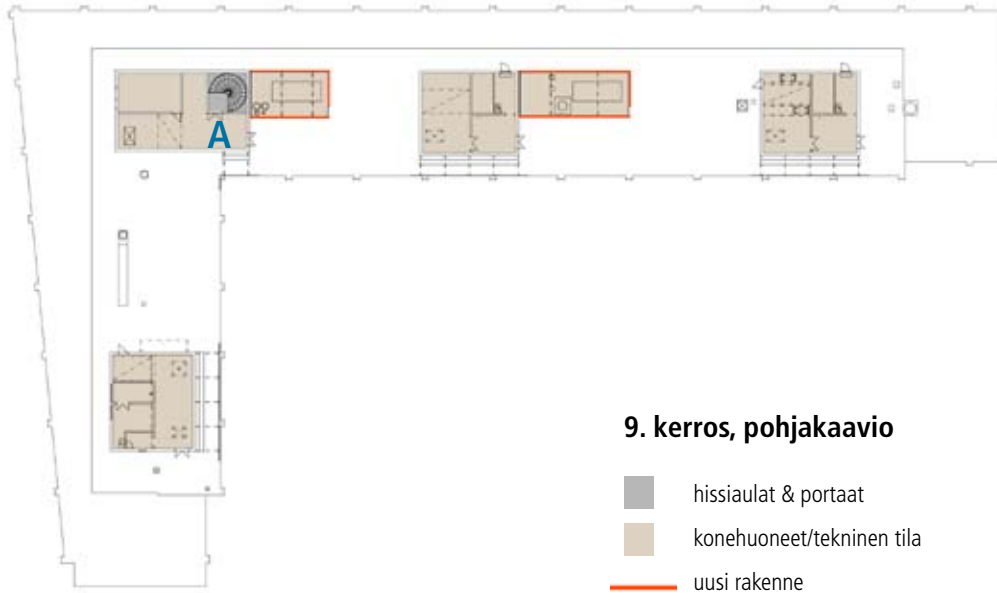 A
9. kerros, pohjakaavio
hissiaulat & portaat
konehuoneet/tekninen tila
uusi rakenne